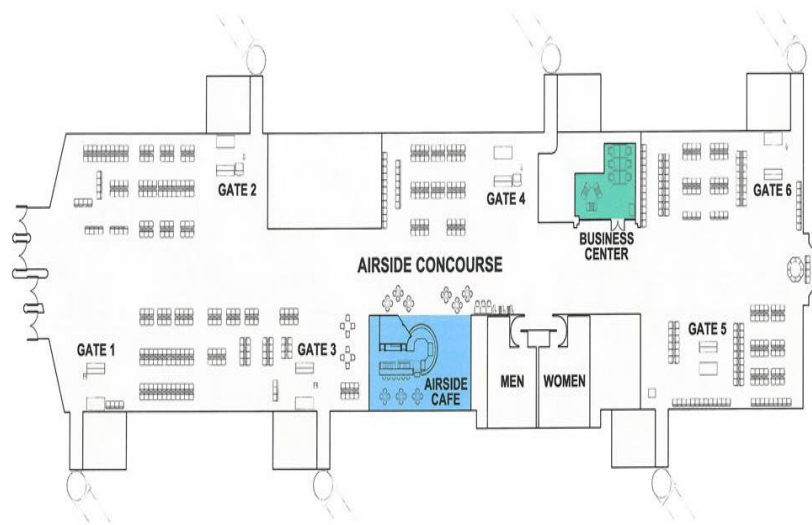 GATE 2
GATE 4
GATE 6
BUSINESS
CENTER
AIRSIDE CONCOURSE
GATE 1
GATE 3
AIRSIDE
CAFE
MEN
WOMEN
GATE 5